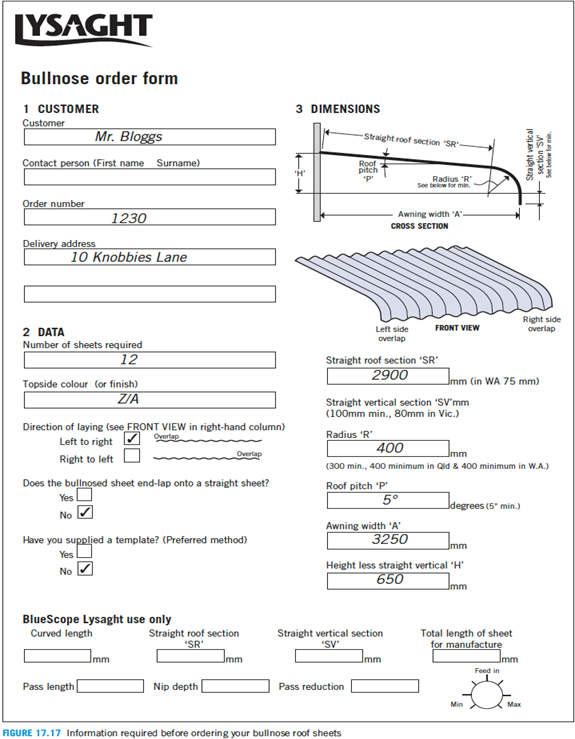 LYSAGHT
Bullnose order form
1 CUSTOMER
Customer
Mr. Bloggs
Contact person (First name Surname)
Order number
1230
Delivery address
10 Knobbies Lane
2 DATA
Number of sheets required
12
Topside colour (or finish)
Z/A
Direction of laying (see FRONT VIEW in right-hand column)
Left to right ✓ Overlap
Right to left Overlap
Does the bullnosed sheet end-lap onto a straight sheet?
Yes
No ✓
Have you supplied a template? (Preferred method)
Yes
No ✓
3 DIMENSIONS
Straight roof section 'SR'
Straight vertical
section 'SV'
See below for min.
Roof
pitch
'P'
'H'
Radius 'R'
See below for min.
Awning width 'A'
CROSS SECTION
Left side
overlap
FRONT VIEW
Right side
overlap
Straight roof section 'SR'
2900 mm (in WA 75 mm)
Straight vertical section 'SV'mm
(100mm min., 80mm in Vic.)
Radius 'R'
400 mm
(300 min., 400 minimum in Qld & 400 minimum in W.A.)
Roof pitch 'P'
5° degrees (5° min.)
Awning width 'A'
3250 mm
Height less straight vertical 'H'
650 mm
BlueScope Lysaght use only
Curved length
mm
Straight roof section
'SR'
mm
Straight vertical section
'SV'
mm
Total length of sheet
for manufacture
mm
Pass length
Nip depth
Pass reduction
Feed in
Min
Max
FIGURE 17.17 Information required before ordering your bullnose roof sheets